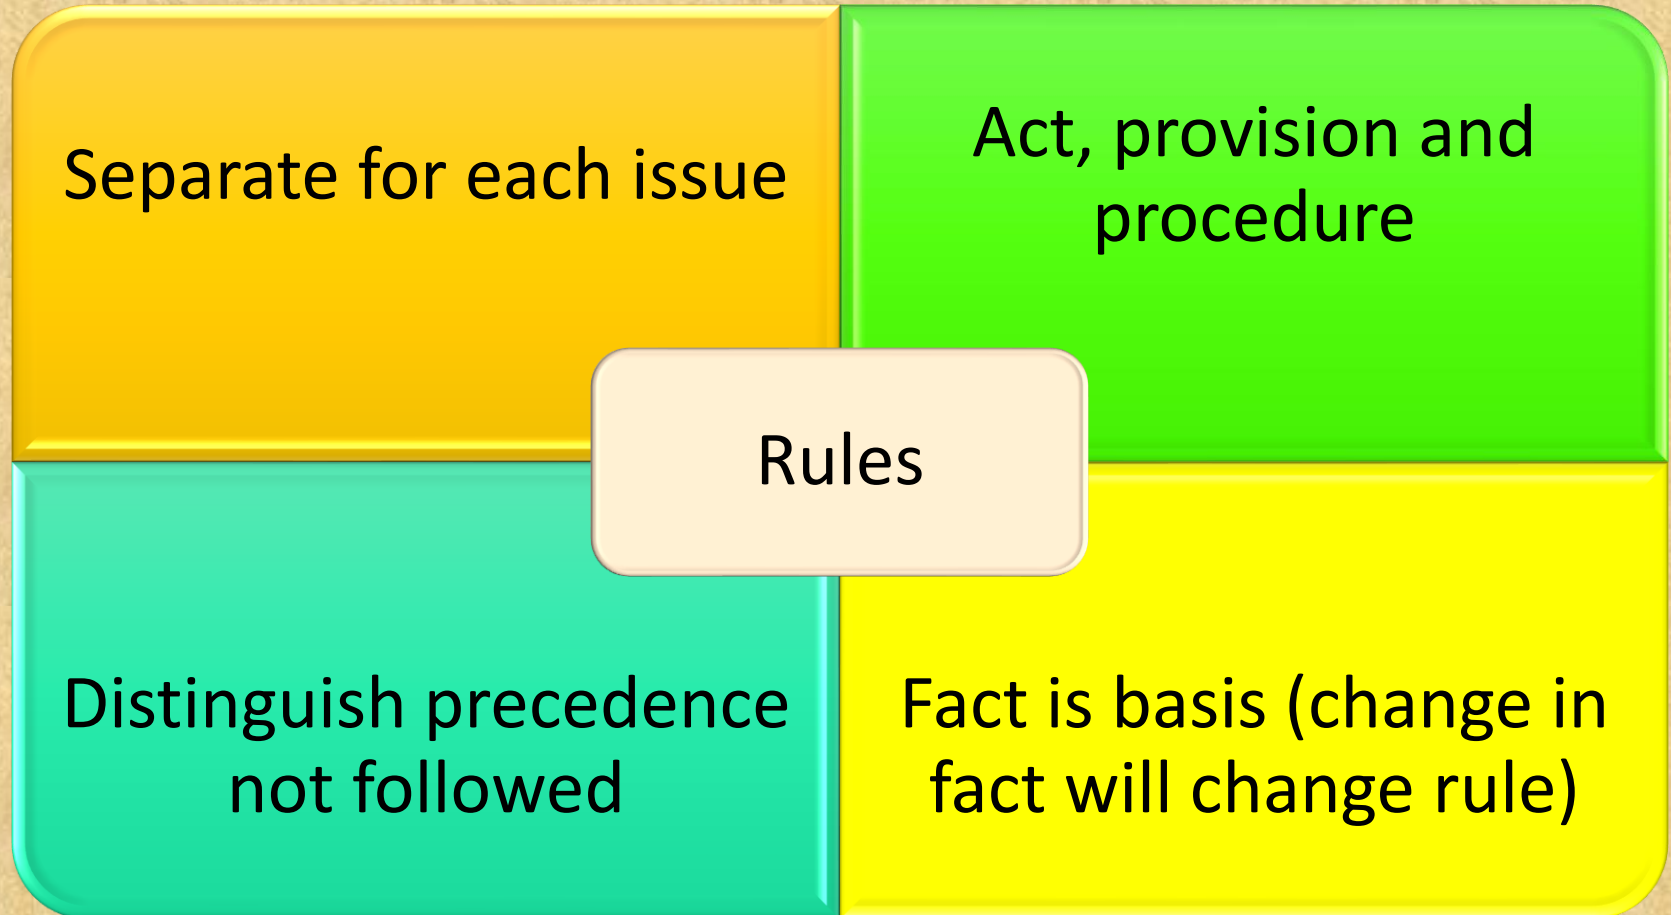 Separate for each issue
Act, provision and
procedure
Rules
Distinguish precedence
not followed
Fact is basis (change in
fact will change rule)